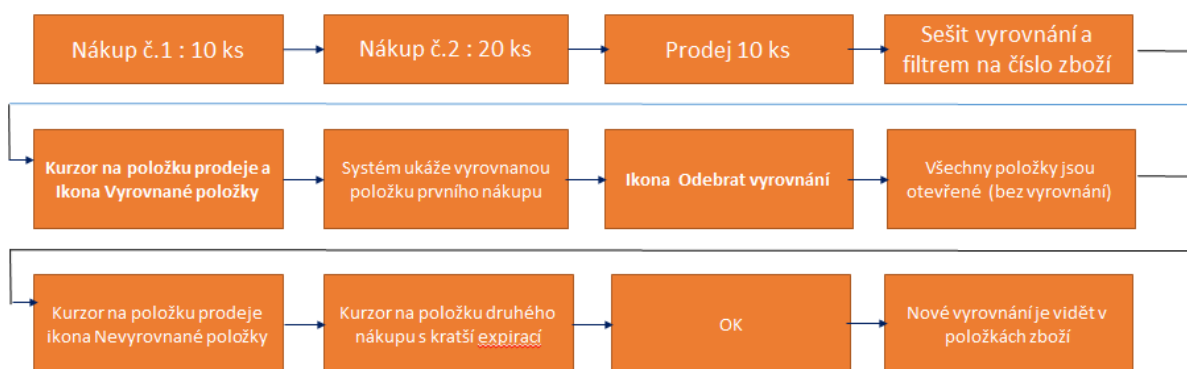 Nákup č.1 : 10 ks
Nákup č.2 : 20 ks
Prodej 10 ks
Sešit vyrovnání a
filtrem na číslo zboží
Kurzor na položku prodeje a
Ikona Vyrovnané položky
Systém ukáže vyrovnanou
položku prvního nákupu
Ikona Odebrat vyrovnání
Všechny položky jsou
otevřené (bez vyrovnání)
Kurzor na položku prodeje
ikona Nevyrovnané položky
Kurzor na položku druhého
nákupu s kratší expirací
OK
Nové vyrovnání je vidět v
položkách zboží